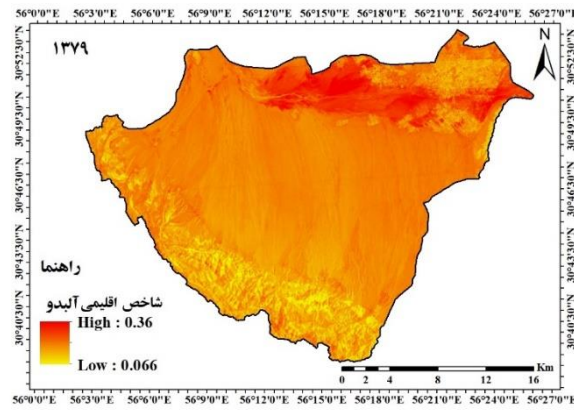 56°0'0"E 56°3'0"E 56°6'0"E 56°9'0"E 56°12'0"E 56°15'0"E 56°18'0"E 56°21'0"E 56°24'0"E 56°27'0"E
۱۳۷۹
N
30°52'30"N 30°52'30"N
30°49'30"N 30°49'30"N
30°46'30"N 30°46'30"N
30°43'30"N 30°43'30"N
30°40'30"N 30°40'30"N
راهنما
شاخص اقلیمی آلبدو
High : 0.36
Low : 0.066
Km
0 2 4 8 12 16
56°0'0"E 56°3'0"E 56°6'0"E 56°9'0"E 56°12'0"E 56°15'0"E 56°18'0"E 56°21'0"E 56°24'0"E 56°27'0"E